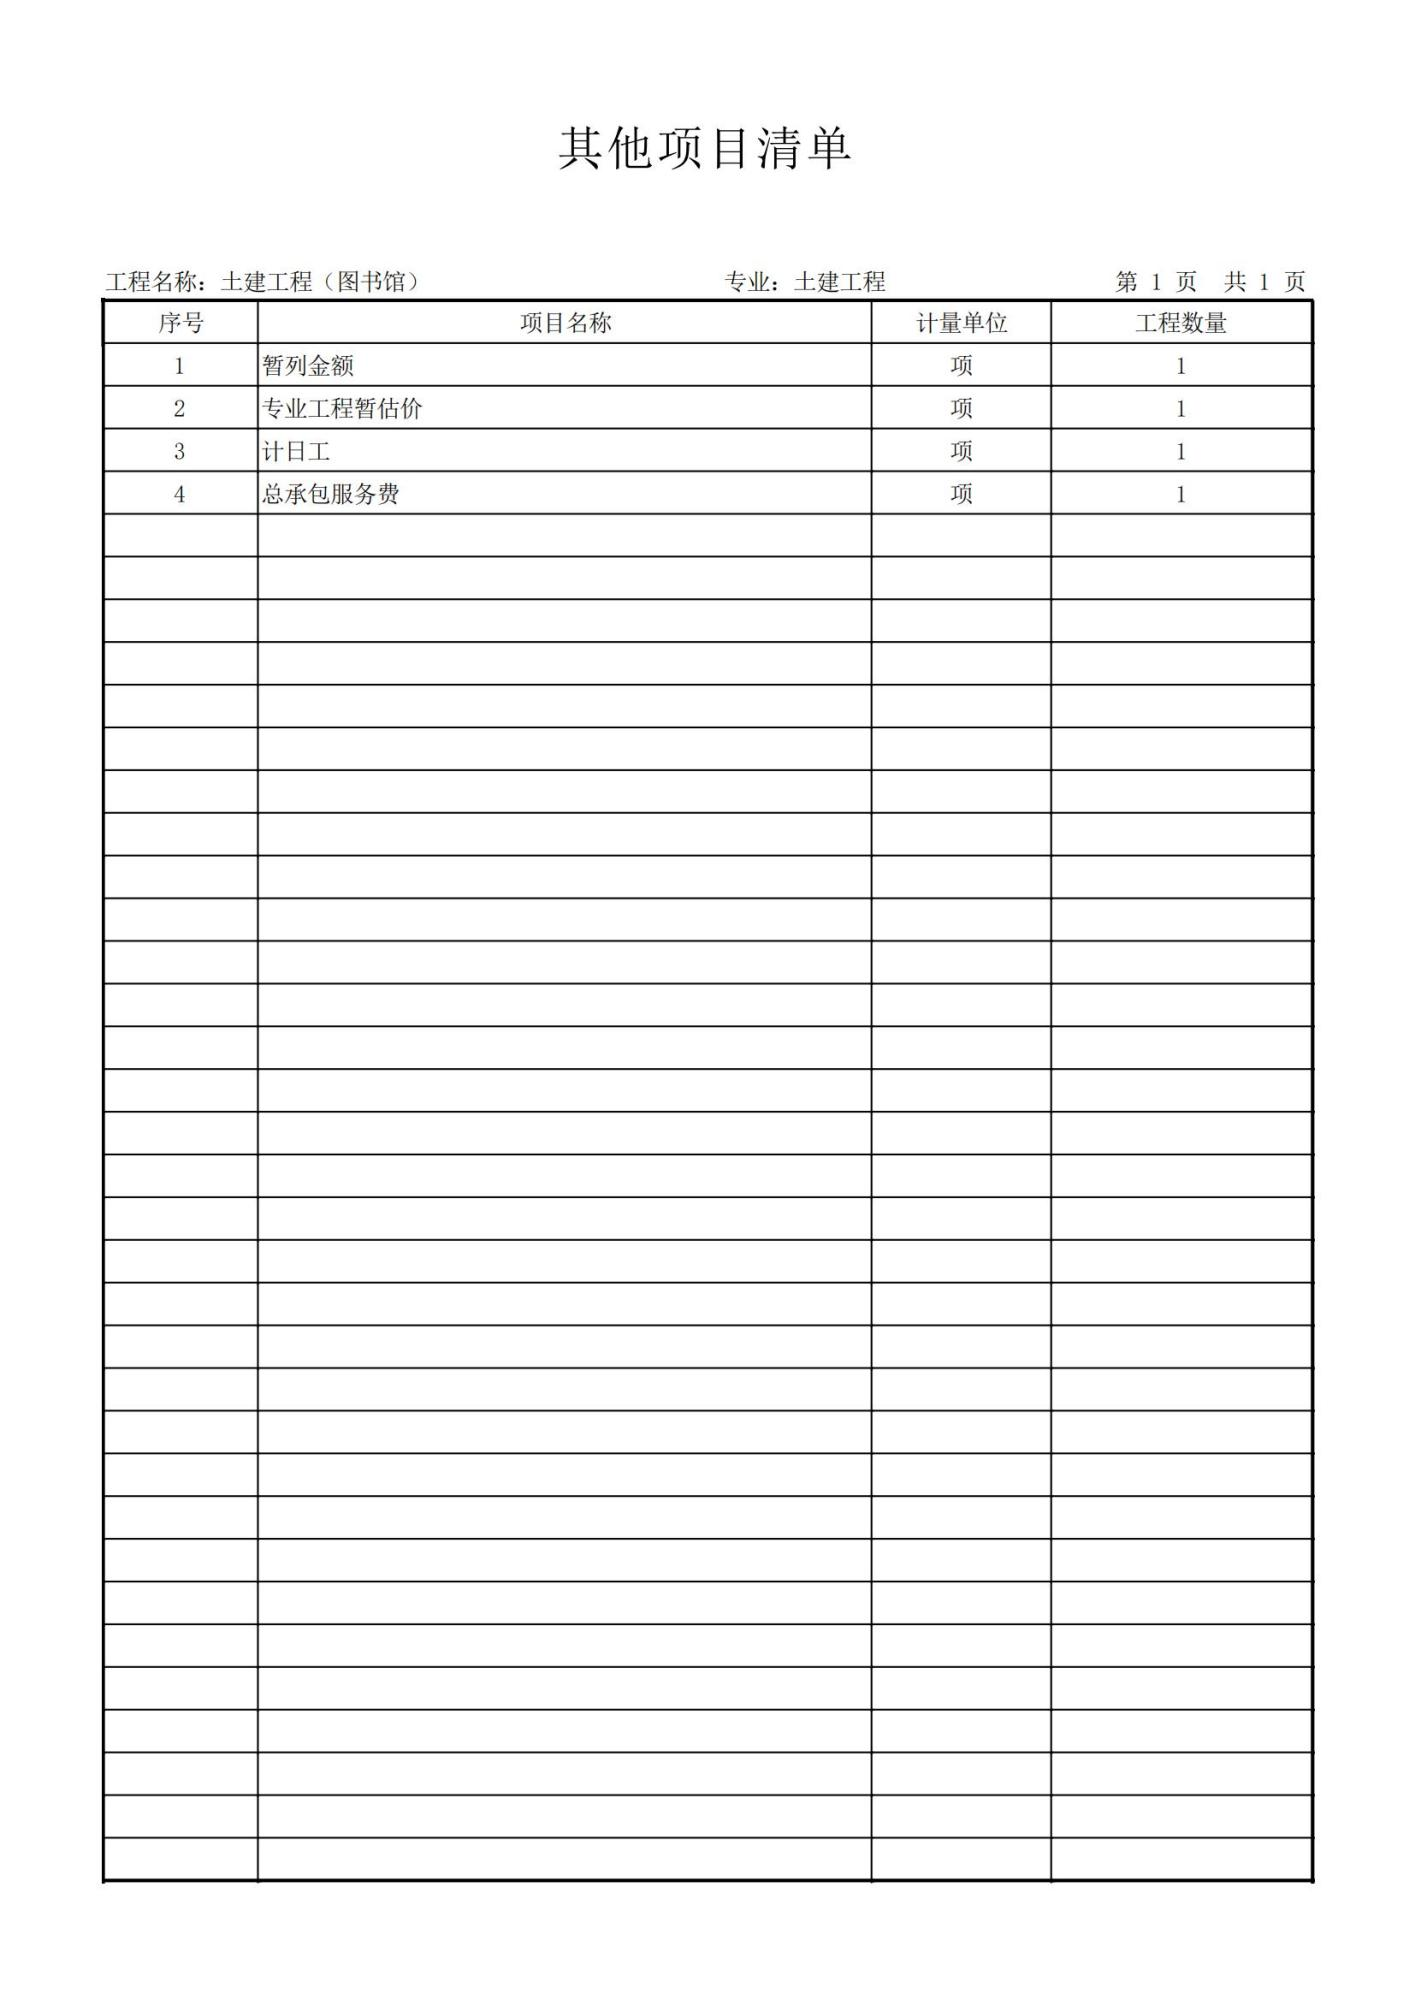 其他项目清单
工程名称：土建工程（图书馆） 专业：土建工程 第 1 页 共 1 页
序号 项目名称 计量单位 工程数量
1 暂列金额 项 1
2 专业工程暂估价 项 1
3 计日工 项 1
4 总承包服务费 项 1